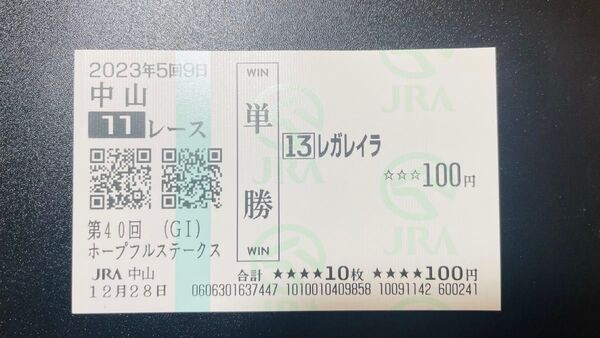 2023年5回9日
中山
11レース
第40回 (GI)
ホープフルステークス
JRA 中山
12月28日
WIN
単勝
WIN
13レガレイラ
☆☆☆100円
合計 ★★★★10枚 ★★★★100円
0606301637447 1010010409858 10091142 600241
JRA
JRA
JRA